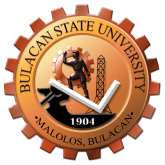 BULACAN STATE UNIVERSITY
1904
•MALOLOS, BULACAN•